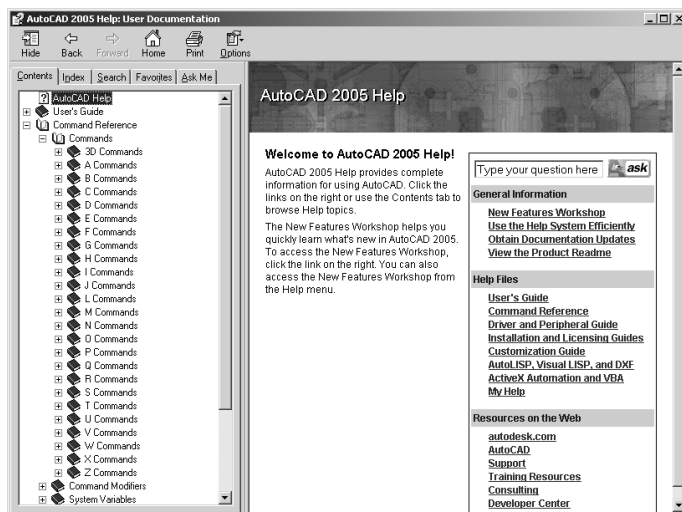 AutoCAD 2005 Help: User Documentation
Hide Back Forward Home Print Options
Contents Index Search Favorites Ask Me
AutoCAD Help
User's Guide
Command Reference
Commands
3D Commands
A Commands
B Commands
C Commands
D Commands
E Commands
F Commands
G Commands
H Commands
I Commands
J Commands
L Commands
M Commands
N Commands
O Commands
P Commands
Q Commands
R Commands
S Commands
T Commands
U Commands
V Commands
W Commands
X Commands
Z Commands
Command Modifiers
System Variables
AutoCAD 2005 Help
Welcome to AutoCAD 2005 Help!
AutoCAD 2005 Help provides complete
information for using AutoCAD. Click the
links on the right or use the Contents tab to
browse Help topics.
The New Features Workshop helps you
quickly learn what's new in AutoCAD 2005.
To access the New Features Workshop,
click the link on the right. You can also
access the New Features Workshop from
the Help menu.
Type your question here ask
General Information
New Features Workshop
Use the Help System Efficiently
Obtain Documentation Updates
View the Product Readme
Help Files
User's Guide
Command Reference
Driver and Peripheral Guide
Installation and Licensing Guides
Customization Guide
AutoLISP, Visual LISP, and DXF
ActiveX Automation and VBA
My Help
Resources on the Web
autodesk.com
AutoCAD
Support
Training Resources
Consulting
Developer Center